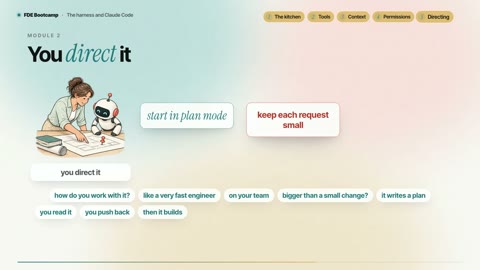 FDE Bootcamp · The harness and Claude Code
The kitchen
Tools
Context
Permissions
Directing
MODULE 2
You direct it
start in plan mode
keep each request
small
you direct it
how do you work with it?
like a very fast engineer
on your team
bigger than a small change?
it writes a plan
you read it
you push back
then it builds